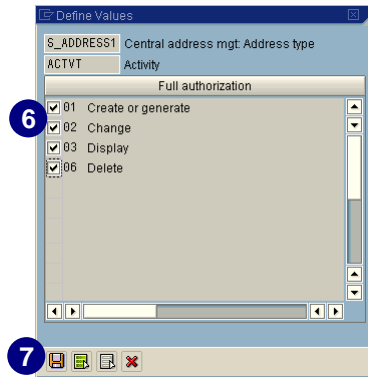 Define Values
S_ADDRESS1 Central address mgt: Address type
ACTVT Activity
Full authorization
6
01 Create or generate
02 Change
03 Display
06 Delete
7